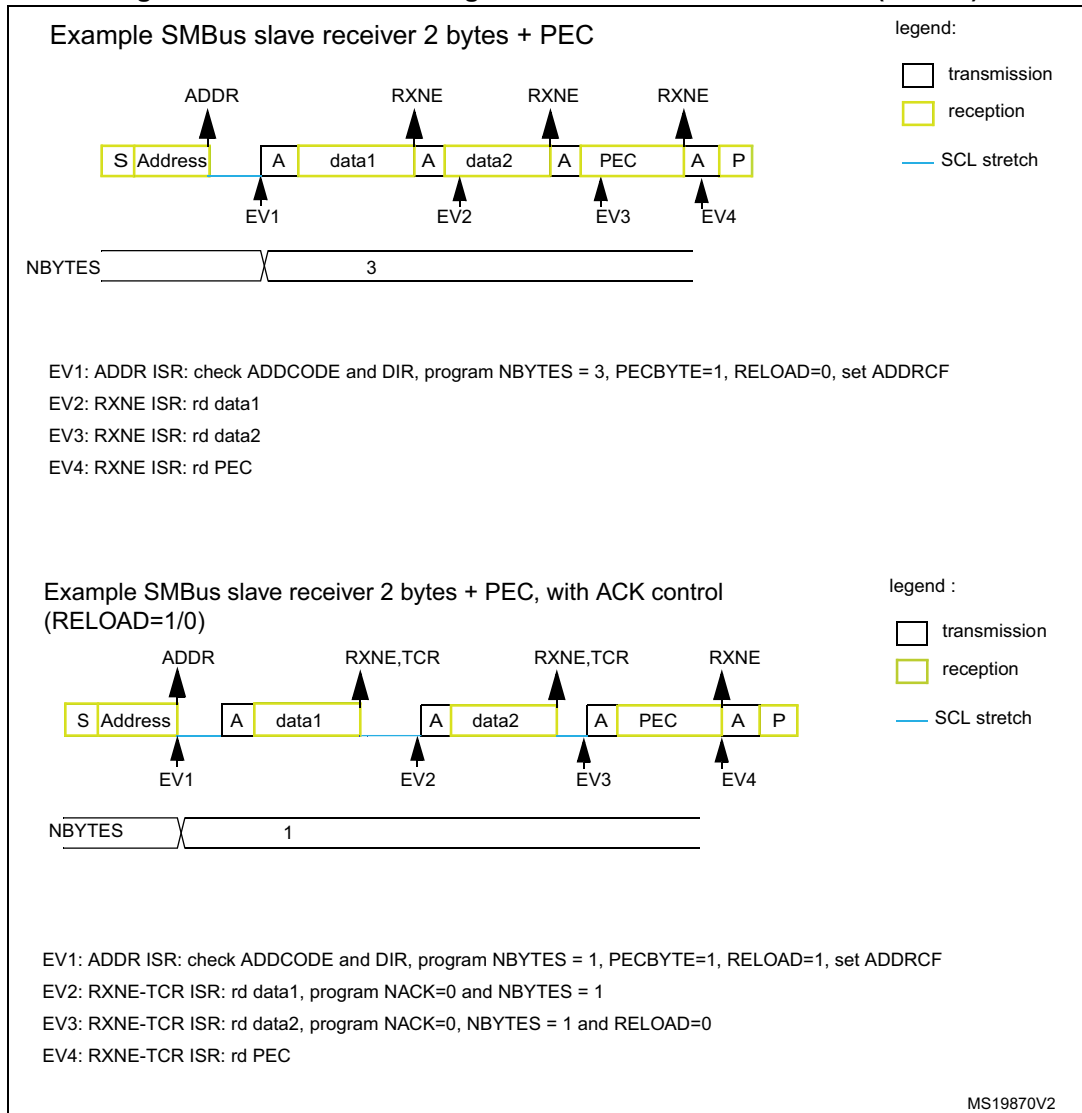 Example SMBus slave receiver 2 bytes + PEC
legend:
transmission
reception
SCL stretch
ADDR RXNE RXNE RXNE
S Address A data1 A data2 A PEC A P
EV1 EV2 EV3 EV4
NBYTES 3
EV1: ADDR ISR: check ADDCODE and DIR, program NBYTES = 3, PECBYTE=1, RELOAD=0, set ADDRCF
EV2: RXNE ISR: rd data1
EV3: RXNE ISR: rd data2
EV4: RXNE ISR: rd PEC
Example SMBus slave receiver 2 bytes + PEC, with ACK control
(RELOAD=1/0)
legend :
transmission
reception
SCL stretch
ADDR RXNE,TCR RXNE,TCR RXNE
S Address A data1 A data2 A PEC A P
EV1 EV2 EV3 EV4
NBYTES 1
EV1: ADDR ISR: check ADDCODE and DIR, program NBYTES = 1, PECBYTE=1, RELOAD=1, set ADDRCF
EV2: RXNE-TCR ISR: rd data1, program NACK=0 and NBYTES = 1
EV3: RXNE-TCR ISR: rd data2, program NACK=0, NBYTES = 1 and RELOAD=0
EV4: RXNE-TCR ISR: rd PEC
MS19870V2